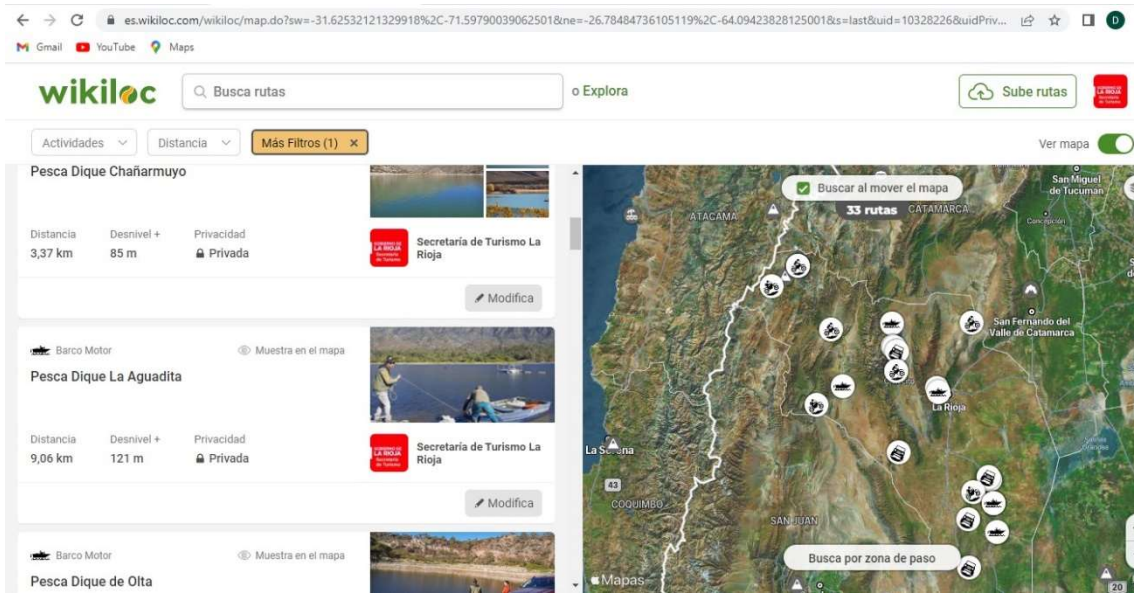 es.wikiloc.com/wikiloc/map.do?sw=-31.62532121329918%2C-71.59790039062501&ne=-26.78484736105119%2C-64.09423828125001&s=last&uid=10328226&uidPriv...
D
Gmail YouTube Maps
wikiloc
Busca rutas
o Explora
Sube rutas
Actividades
Distancia
Más Filtros (1) ×
Ver mapa
Pesca Dique Chañarmuyo
Distancia Desnivel + Privacidad
3,37 km 85 m Privada
LA RIOJA
Secretaría de Turismo La
Rioja
Modifica
Barco Motor
Muestra en el mapa
Pesca Dique La Aguadita
Distancia Desnivel + Privacidad
9,06 km 121 m Privada
LA RIOJA
Secretaría de Turismo La
Rioja
Modifica
Barco Motor
Muestra en el mapa
Pesca Dique de Olta
Buscar al mover el mapa
33 rutas
San Miguel
de Tucumán
ATACAMA
CATAMARCA
Concepción
San Fernando del
Valle de Catamarca
La Rioja
43
COQUIMBO
SAN JUAN
Busca por zona de paso
Mapas
20